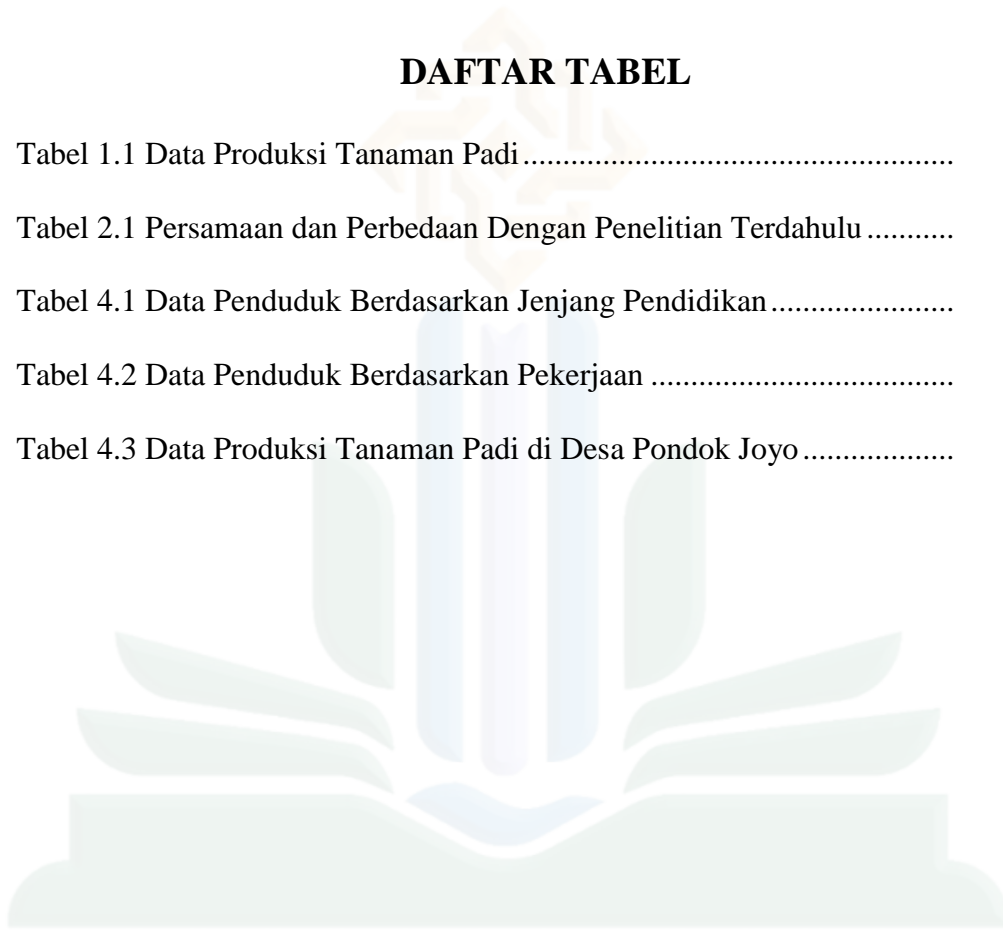 DAFTAR TABEL
Tabel 1.1 Data Produksi Tanaman Padi......................................................
Tabel 2.1 Persamaan dan Perbedaan Dengan Penelitian Terdahulu...........
Tabel 4.1 Data Penduduk Berdasarkan Jenjang Pendidikan.......................
Tabel 4.2 Data Penduduk Berdasarkan Pekerjaan ......................................
Tabel 4.3 Data Produksi Tanaman Padi di Desa Pondok Joyo...................